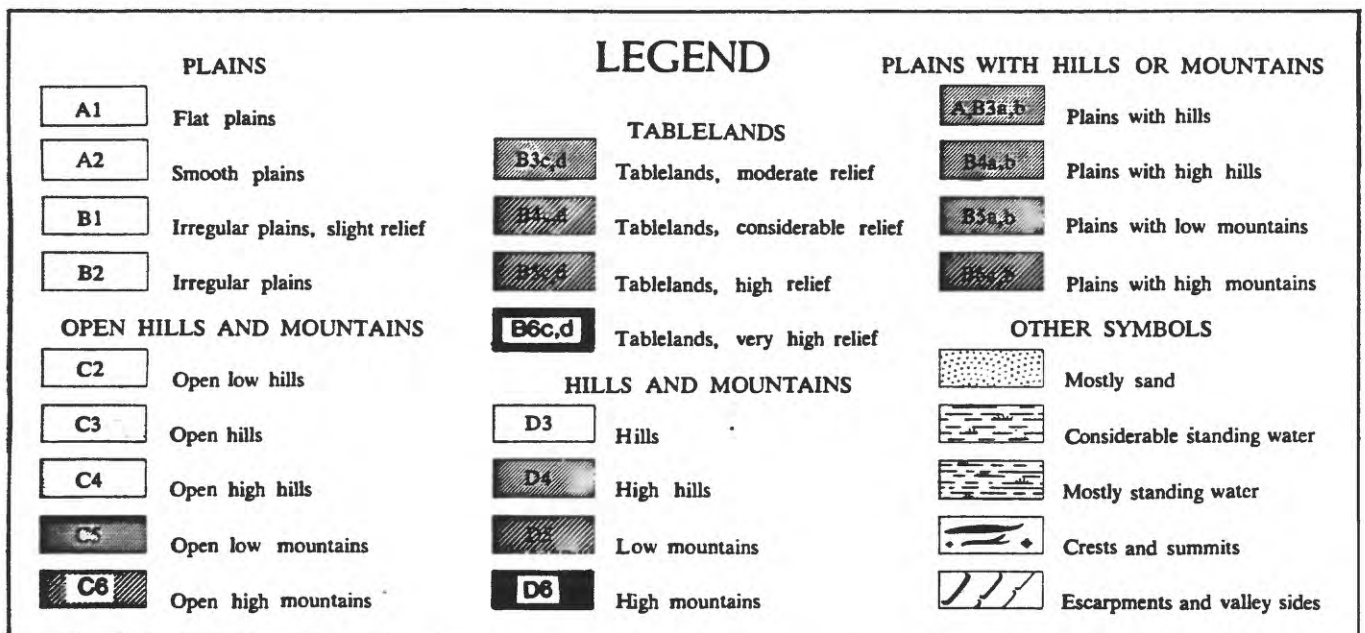 LEGEND
PLAINS
A1 Flat plains
A2 Smooth plains
B1 Irregular plains, slight relief
B2 Irregular plains
OPEN HILLS AND MOUNTAINS
C2 Open low hills
C3 Open hills
C4 Open high hills
C5 Open low mountains
C6 Open high mountains
TABLELANDS
B3c,d Tablelands, moderate relief
B4c,d Tablelands, considerable relief
B5c,d Tablelands, high relief
B6c,d Tablelands, very high relief
HILLS AND MOUNTAINS
D3 Hills
D4 High hills
D5 Low mountains
D6 High mountains
PLAINS WITH HILLS OR MOUNTAINS
A,B3a,b Plains with hills
B4a,b Plains with high hills
B5a,b Plains with low mountains
B6a,b Plains with high mountains
OTHER SYMBOLS
Mostly sand
Considerable standing water
Mostly standing water
Crests and summits
Escarpments and valley sides